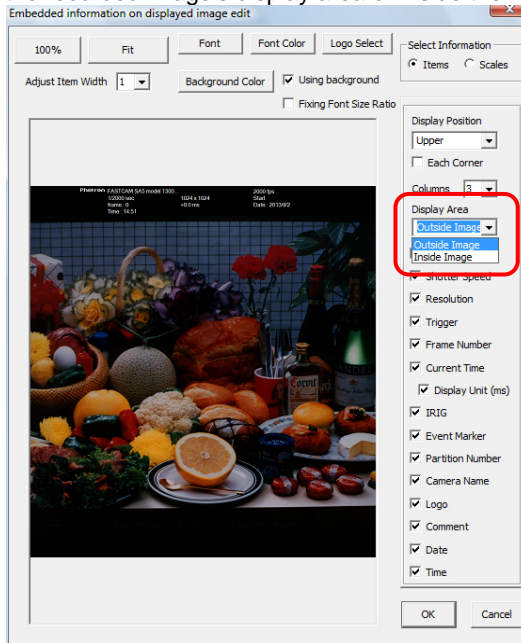 Embedded information on displayed image edit
100% Fit Font Font Color Logo Select
Adjust Item Width 1 Background Color Using background
Fixing Font Size Ratio
Select Information
Items Scales
Display Position
Upper
Each Corner
Columns 3
Display Area
Outside Image
Outside Image
Inside Image
Shutter Speed
Resolution
Trigger
Frame Number
Current Time
Display Unit (ms)
IRIG
Event Marker
Partition Number
Camera Name
Logo
Comment
Date
Time
OK Cancel
Photron FASTCAM SA5 model 1300... 2000 fps
1/2000 sec 1024 x 1024 Start
frame : 0 +0.0 ms Date : 2013/9/2
Time : 14:51
Corvit